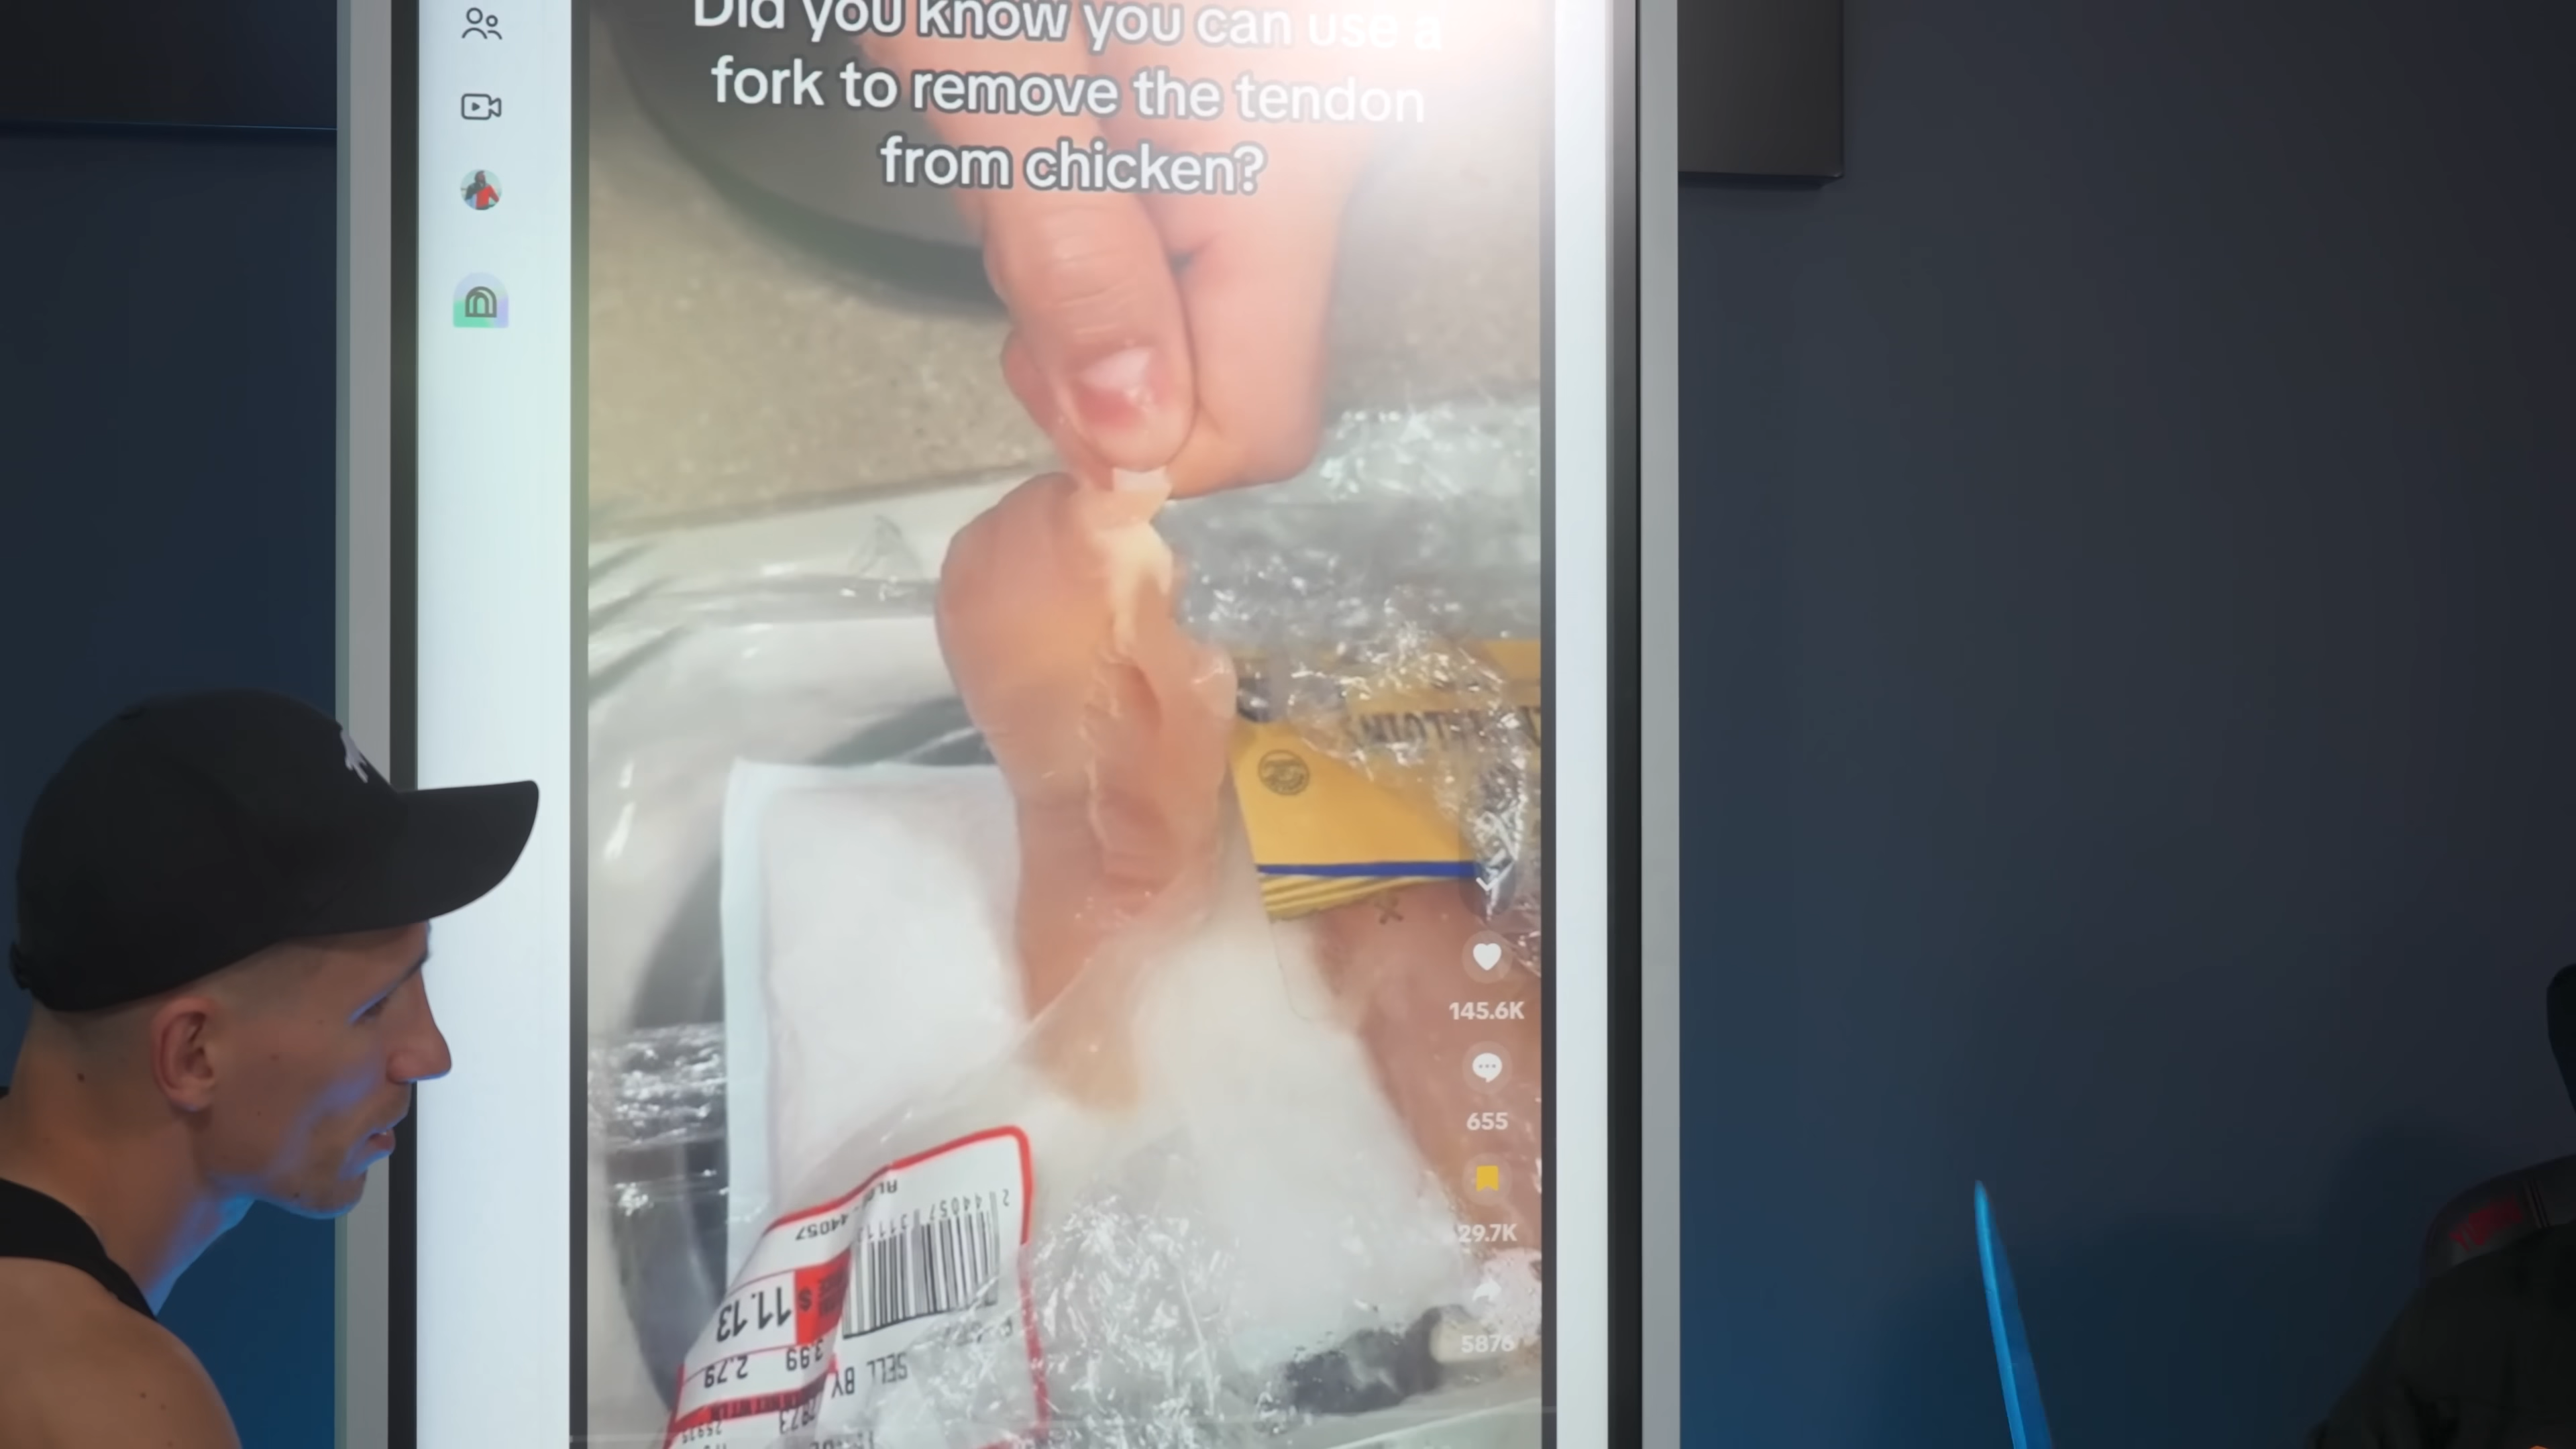 Did you know you can use a
fork to remove the tendon
from chicken?
145.6K
655
29.7K
5876
44057
$ 11.13
3.99
2.79
SELL BY